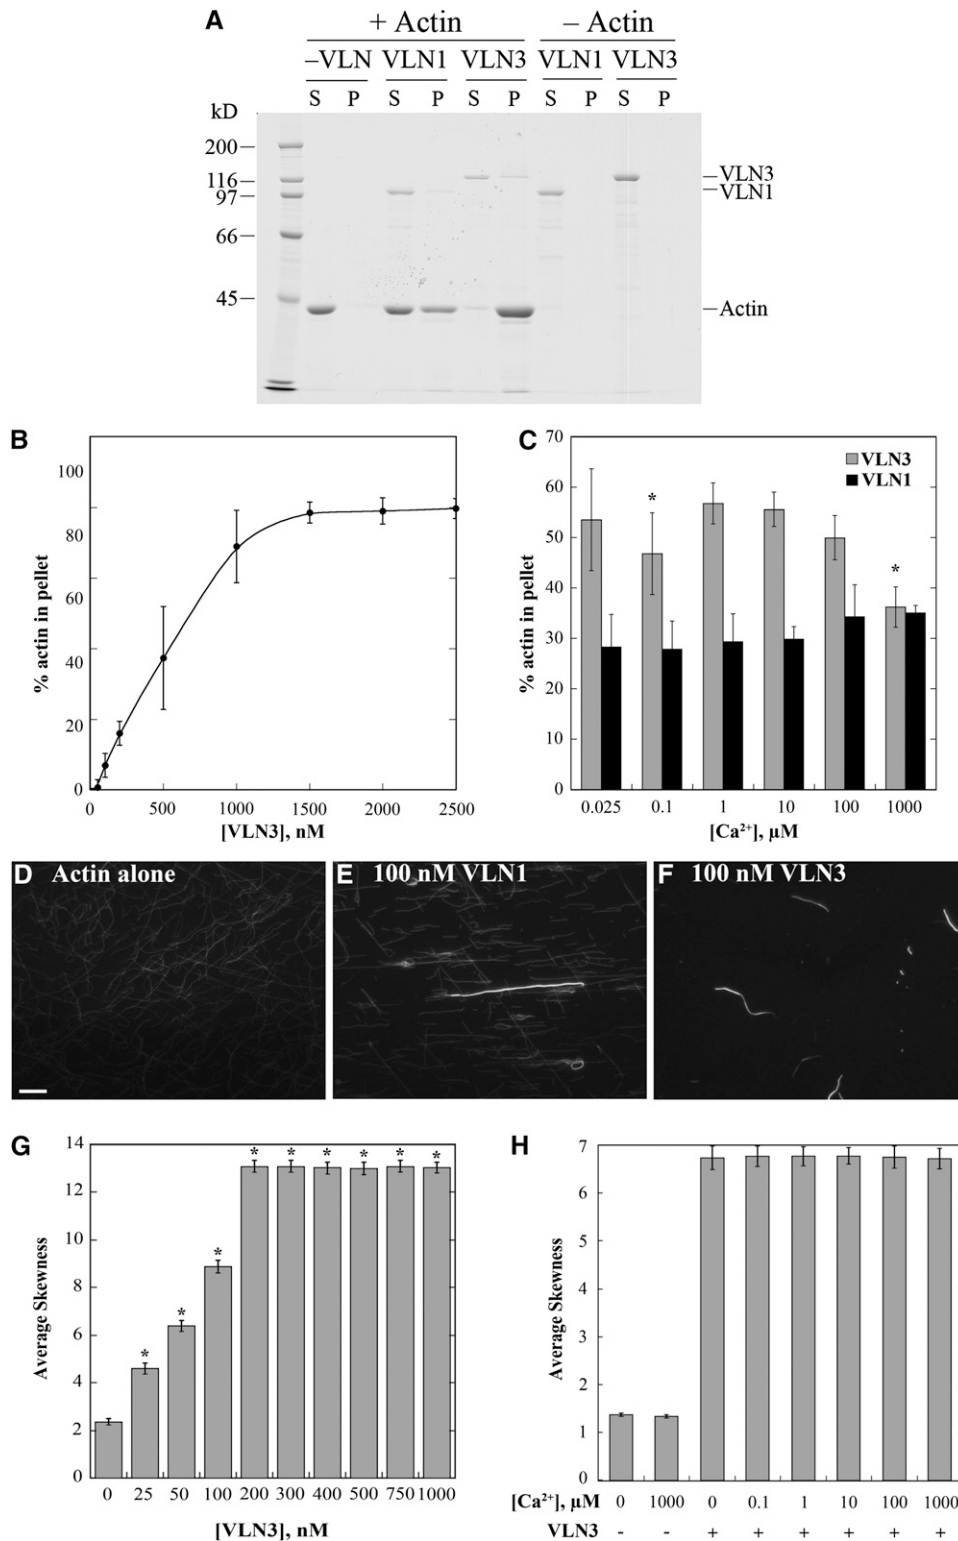 A
+ Actin – Actin
–VLN VLN1 VLN3 VLN1 VLN3
S P S P S P S P S P
kD
200
116
97
66
45
VLN3
VLN1
Actin
B
% actin in pellet
100
80
60
40
20
0
0 500 1000 1500 2000 2500
[VLN3], nM
C
% actin in pellet
70
60
50
40
30
20
10
0
VLN3
VLN1
*
*
0.025 0.1 1 10 100 1000
[Ca²⁺], µM
D Actin alone
E 100 nM VLN1
F 100 nM VLN3
G
Average Skewness
14
12
10
8
6
4
2
0
* * * * * * * * *
0 25 50 100 200 300 400 500 750 1000
[VLN3], nM
H
Average Skewness
7
6
7
4
3
2
1
0
[Ca²⁺], µM 0 1000 0 0.1 1 10 100 1000
VLN3 - - + + + + + +